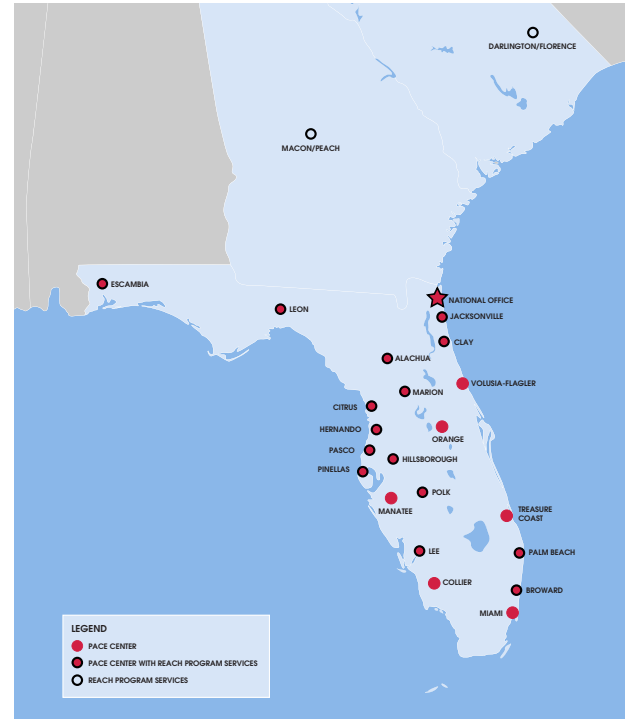 DARLINGTON/FLORENCE
MACON/PEACH
ESCAMBIA
NATIONAL OFFICE
LEON
JACKSONVILLE
CLAY
ALACHUA
VOLUSIA-FLAGLER
MARION
CITRUS
HERNANDO
ORANGE
PASCO
HILLSBOROUGH
PINELLAS
POLK
MANATEE
TREASURE
COAST
LEE
PALM BEACH
COLLIER
BROWARD
MIAMI
LEGEND
PACE CENTER
PACE CENTER WITH REACH PROGRAM SERVICES
REACH PROGRAM SERVICES